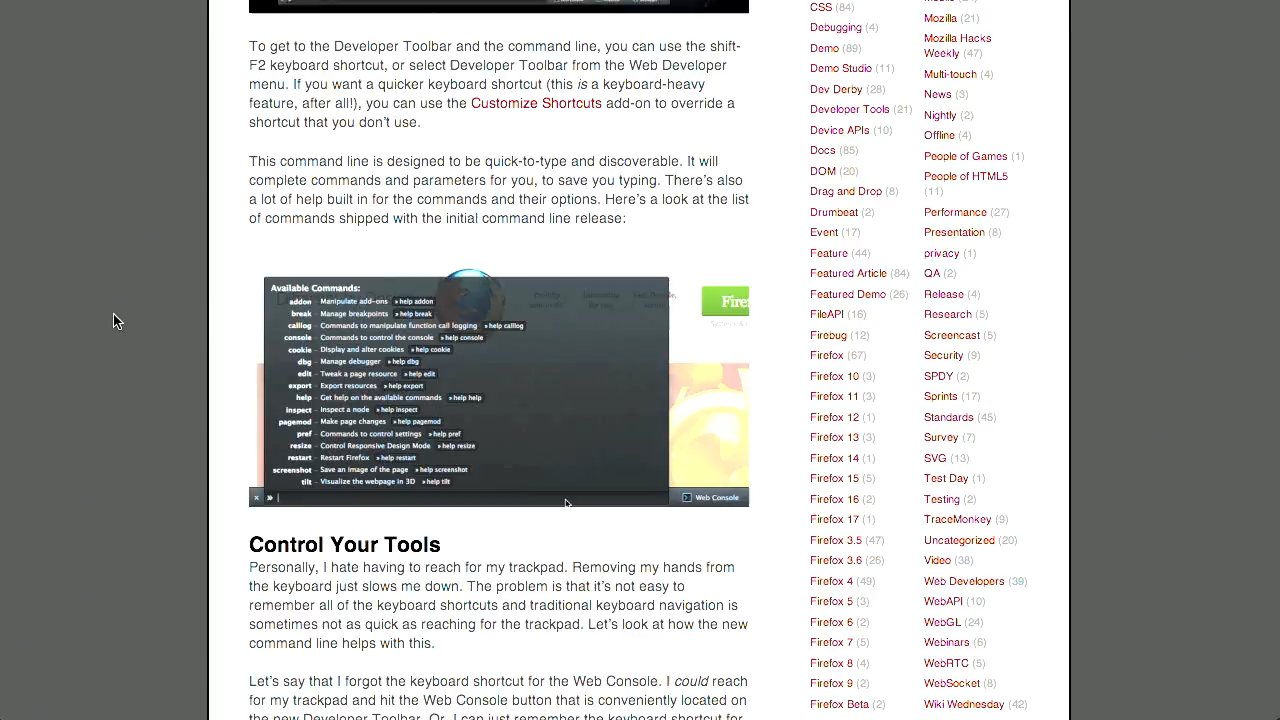 To get to the Developer Toolbar and the command line, you can use the shift-
F2 keyboard shortcut, or select Developer Toolbar from the Web Developer
menu. If you want a quicker keyboard shortcut (this is a keyboard-heavy
feature, after all!), you can use the Customize Shortcuts add-on to override a
shortcut that you don't use.
This command line is designed to be quick-to-type and discoverable. It will
complete commands and parameters for you, to save you typing. There's also
a lot of help built in for the commands and their options. Here's a look at the list
of commands shipped with the initial command line release:
Available Commands:
addon - Manipulate add-ons » help addon
break - Manage breakpoints » help break
calllog - Commands to manipulate function call logging » help calllog
console - Commands to control the console » help console
cookie - Display and alter cookies » help cookie
dbg - Manage debugger » help dbg
edit - Tweak a page resource » help edit
export - Export resources » help export
help - Get help on the available commands » help help
inspect - Inspect a node » help inspect
pagemod - Make page changes » help pagemod
pref - Commands to control settings » help pref
resize - Control Responsive Design Mode » help resize
restart - Restart Firefox » help restart
screenshot - Save an image of the page » help screenshot
tilt - Visualize the webpage in 3D » help tilt
× »
Web Console
Control Your Tools
Personally, I hate having to reach for my trackpad. Removing my hands from
the keyboard just slows me down. The problem is that it's not easy to
remember all of the keyboard shortcuts and traditional keyboard navigation is
sometimes not as quick as reaching for the trackpad. Let's look at how the new
command line helps with this.
Let's say that I forgot the keyboard shortcut for the Web Console. I could reach
for my trackpad and hit the Web Console button that is conveniently located on
the new Developer Toolbar. Or, I can just remember the keyboard shortcut for
CSS (84)
Debugging (4)
Demo (89)
Demo Studio (11)
Dev Derby (28)
Developer Tools (21)
Device APIs (10)
Docs (85)
DOM (20)
Drag and Drop (8)
Drumbeat (2)
Event (17)
Feature (44)
Featured Article (84)
Featured Demo (26)
FileAPI (16)
Firebug (12)
Firefox (67)
Firefox 10 (3)
Firefox 11 (3)
Firefox 12 (1)
Firefox 13 (3)
Firefox 14 (1)
Firefox 15 (5)
Firefox 16 (2)
Firefox 17 (1)
Firefox 3.5 (47)
Firefox 3.6 (26)
Firefox 4 (49)
Firefox 5 (3)
Firefox 6 (2)
Firefox 7 (5)
Firefox 8 (4)
Firefox 9 (2)
Firefox Beta (2)
Mozilla (21)
Mozilla Hacks
Weekly (47)
Multi-touch (4)
News (3)
Nightly (2)
Offline (4)
People of Games (1)
People of HTML5
(11)
Performance (27)
Presentation (8)
privacy (1)
QA (2)
Release (4)
Research (5)
Screencast (5)
Security (9)
SPDY (2)
Sprints (17)
Standards (45)
Survey (7)
SVG (13)
Test Day (1)
Testing (2)
TraceMonkey (9)
Uncategorized (20)
Video (38)
Web Developers (39)
WebAPI (10)
WebGL (24)
Webinars (6)
WebRTC (5)
WebSocket (8)
Wiki Wednesday (42)